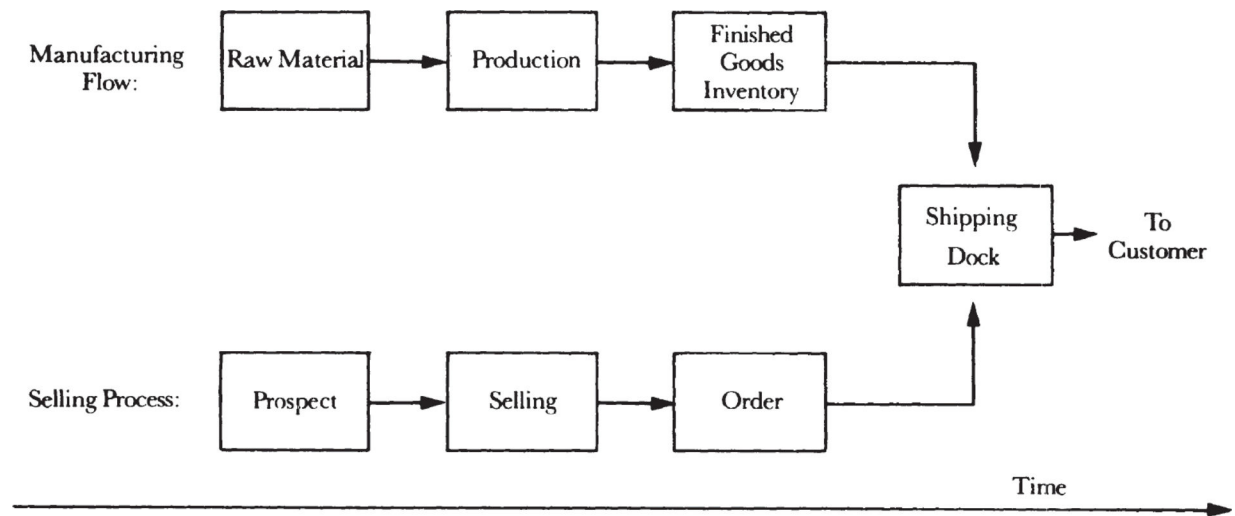 Manufacturing
Flow:
Raw Material
Production
Finished
Goods
Inventory
Shipping
Dock
To
Customer
Selling Process:
Prospect
Selling
Order
Time